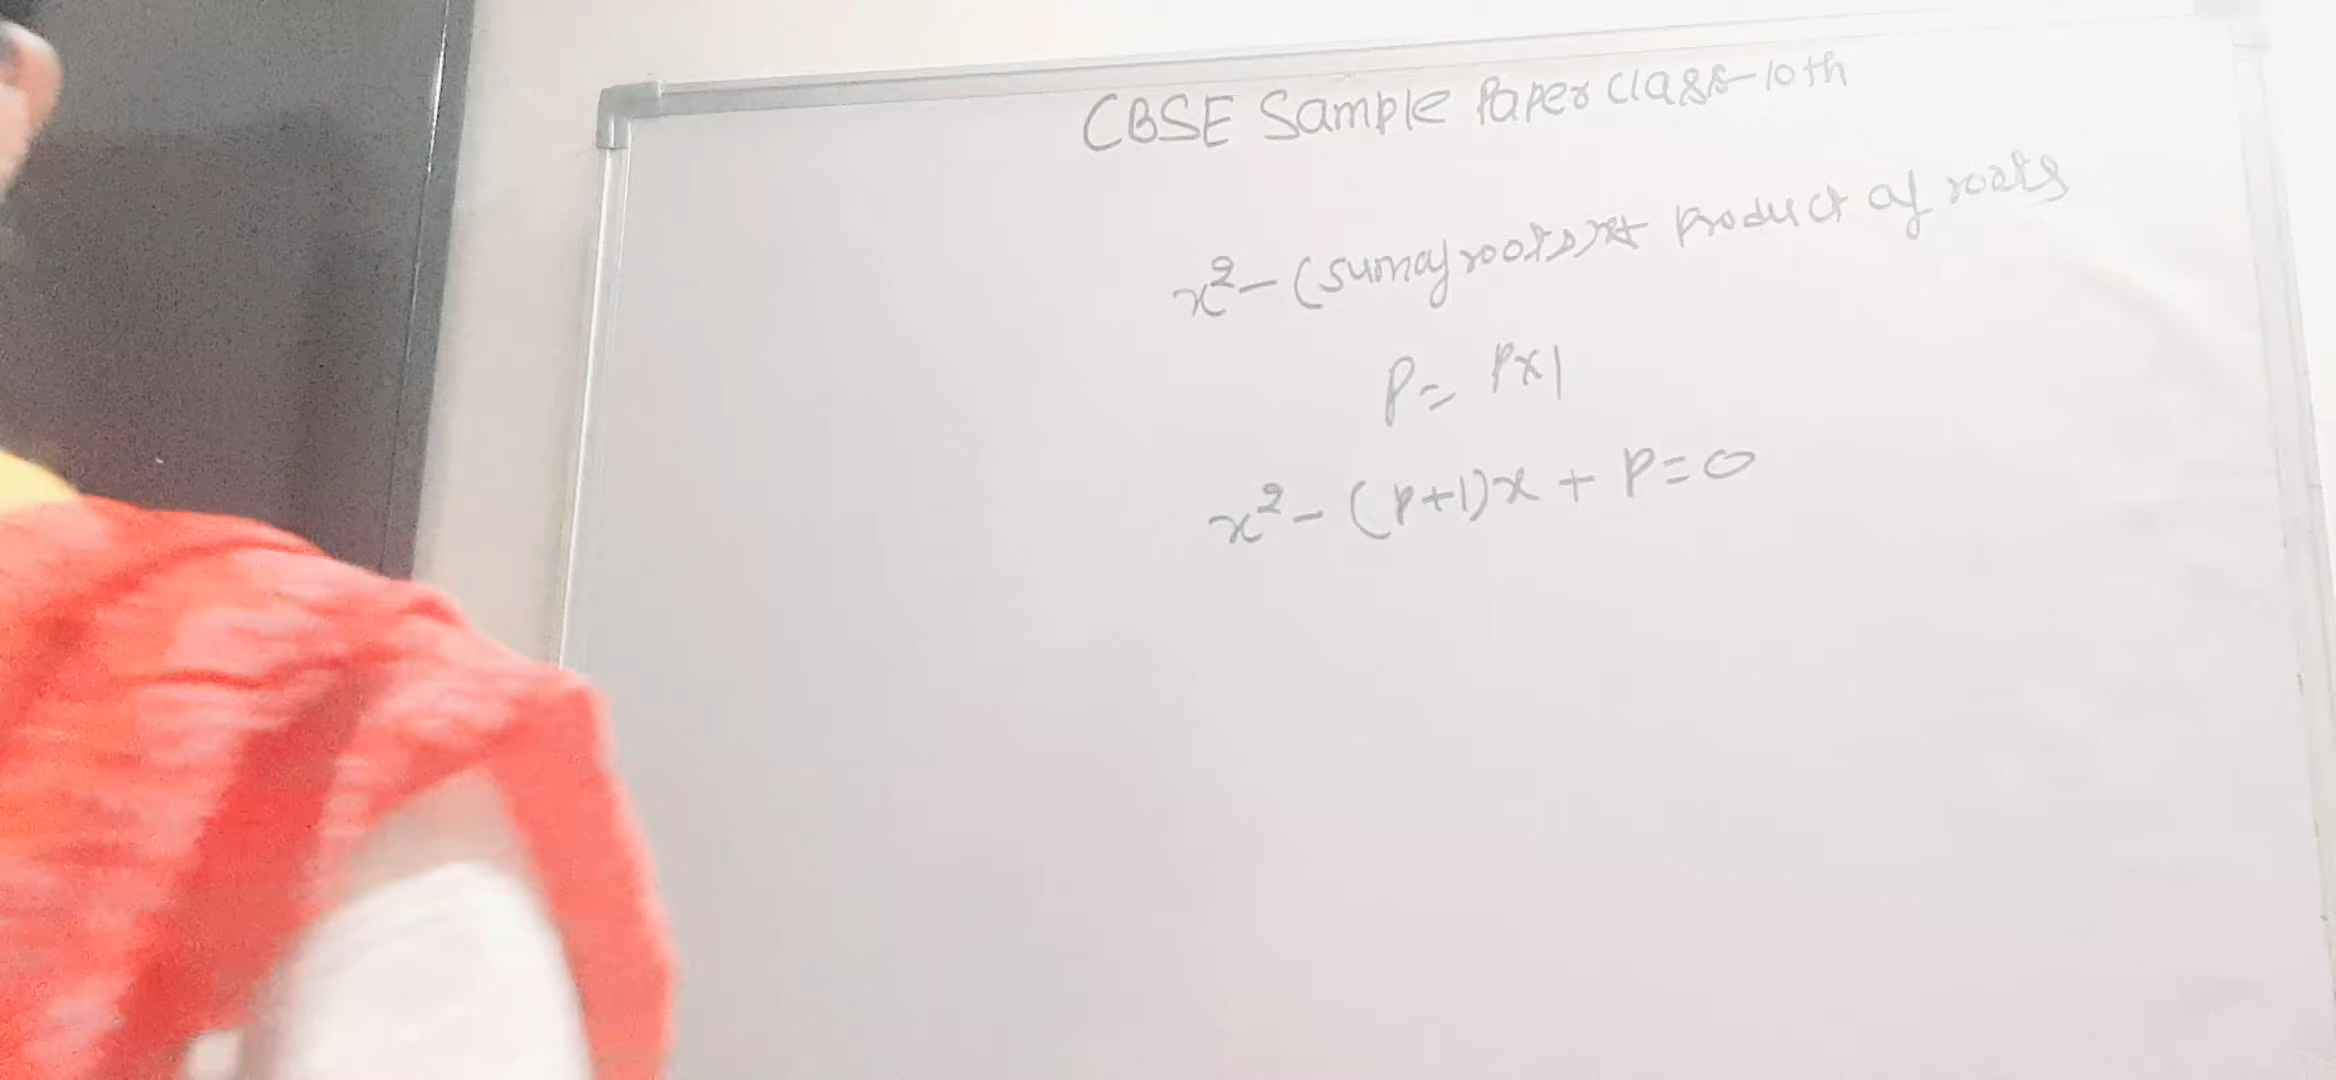 CBSE Sample Paper Class-10th
x²-(sum of roots)x+ product of roots
P= P×1
x²-(P+1)x + P=0